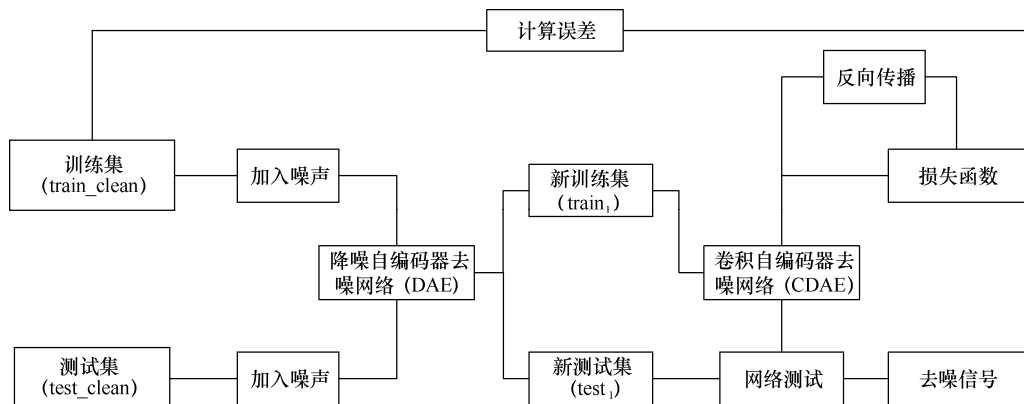 计算误差
反向传播
训练集
(train_clean)
加入噪声
新训练集
(train₁)
损失函数
降噪自编码器去
噪网络 (DAE)
卷积自编码器去
噪网络 (CDAE)
测试集
(test_clean)
加入噪声
新测试集
(test₁)
网络测试
去噪信号